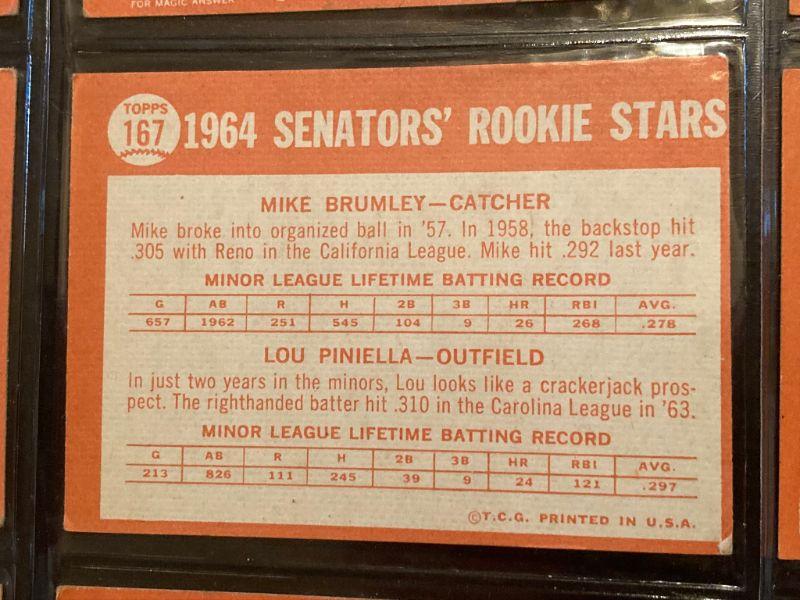 FOR MAGIC ANSWER
TOPPS
167
1964 SENATORS' ROOKIE STARS
MIKE BRUMLEY—CATCHER
Mike broke into organized ball in '57. In 1958, the backstop hit
.305 with Reno in the California League. Mike hit .292 last year.
MINOR LEAGUE LIFETIME BATTING RECORD
G AB R H 2B 3B HR RBI AVG.
657 1962 251 545 104 9 26 268 .278
LOU PINIELLA—OUTFIELD
In just two years in the minors, Lou looks like a crackerjack pros-
pect. The righthanded batter hit .310 in the Carolina League in '63.
MINOR LEAGUE LIFETIME BATTING RECORD
G AB R H 2B 3B HR RBI AVG.
213 826 111 245 39 9 24 121 .297
©T.C.G. PRINTED IN U.S.A.